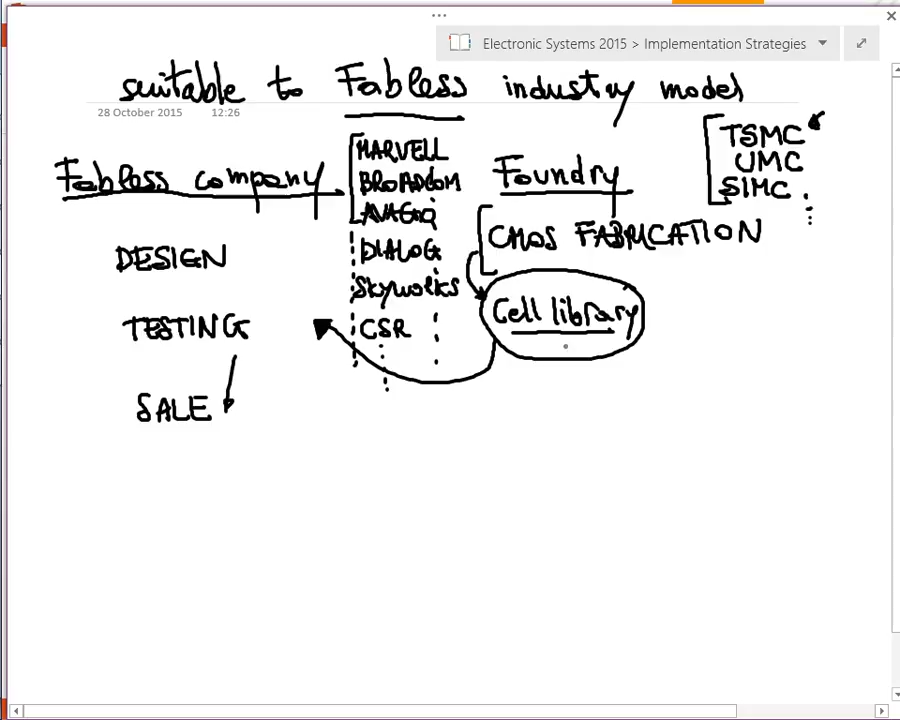 Electronic Systems 2015 > Implementation Strategies
suitable to Fabless industry model
28 October 2015 12:26
Fabless company
DESIGN
TESTING
SALE
MARVELL
BROADCOM
AVAGO
DIALOG
Skyworks
CSR
Foundry
CMOS FABRICATION
Cell library
TSMC
UMC
SIMC